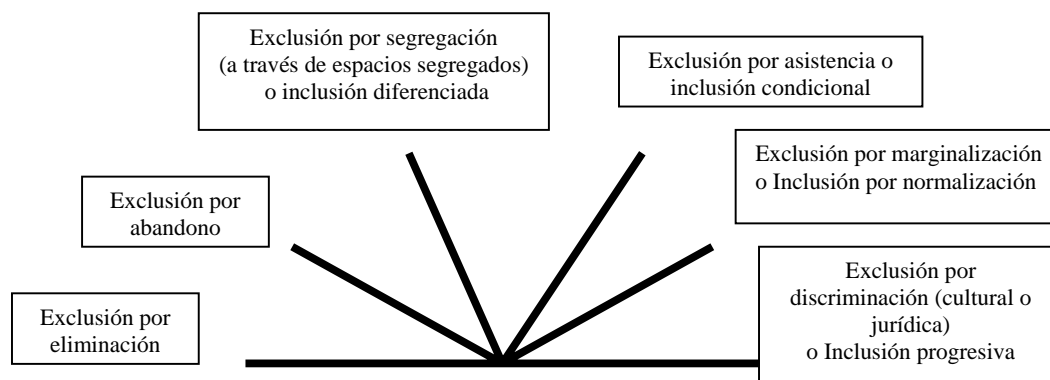 Exclusión por segregación
(a través de espacios segregados)
o inclusión diferenciada
Exclusión por asistencia o
inclusión condicional
Exclusión por marginalización
o Inclusión por normalización
Exclusión por
abandono
Exclusión por
discriminación (cultural o
jurídica)
o Inclusión progresiva
Exclusión por
eliminación